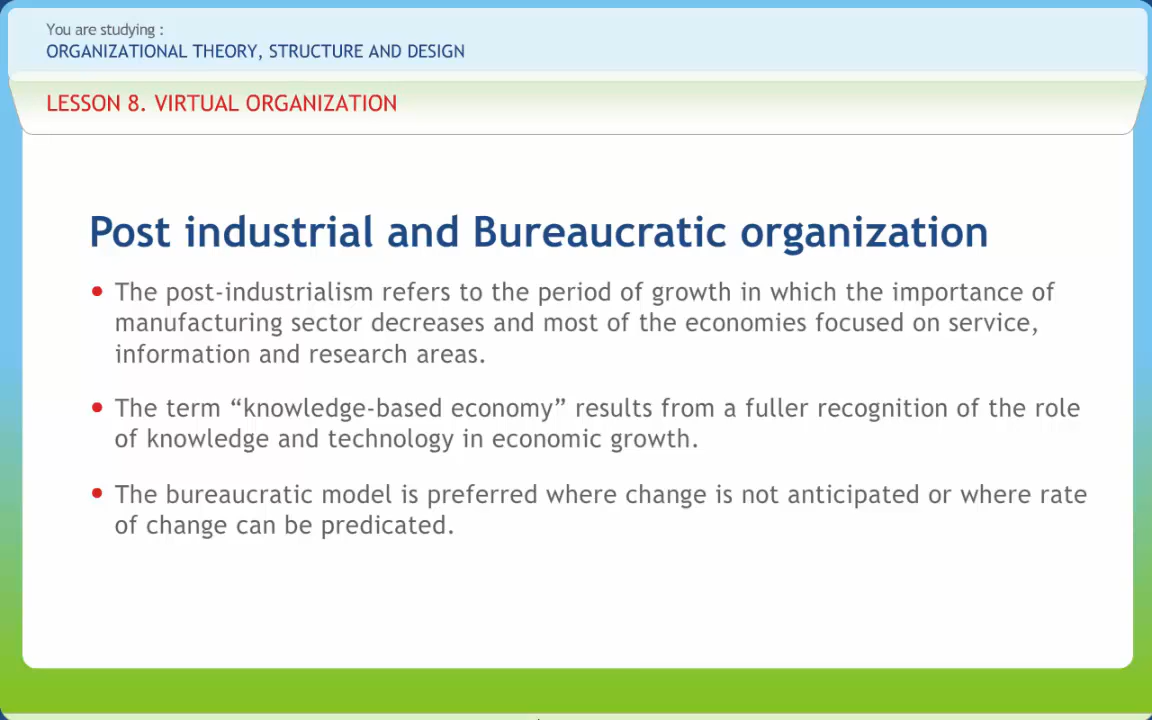 You are studying :
ORGANIZATIONAL THEORY, STRUCTURE AND DESIGN
LESSON 8. VIRTUAL ORGANIZATION
Post industrial and Bureaucratic organization
• The post-industrialism refers to the period of growth in which the importance of
manufacturing sector decreases and most of the economies focused on service,
information and research areas.
• The term “knowledge-based economy” results from a fuller recognition of the role
of knowledge and technology in economic growth.
• The bureaucratic model is preferred where change is not anticipated or where rate
of change can be predicated.